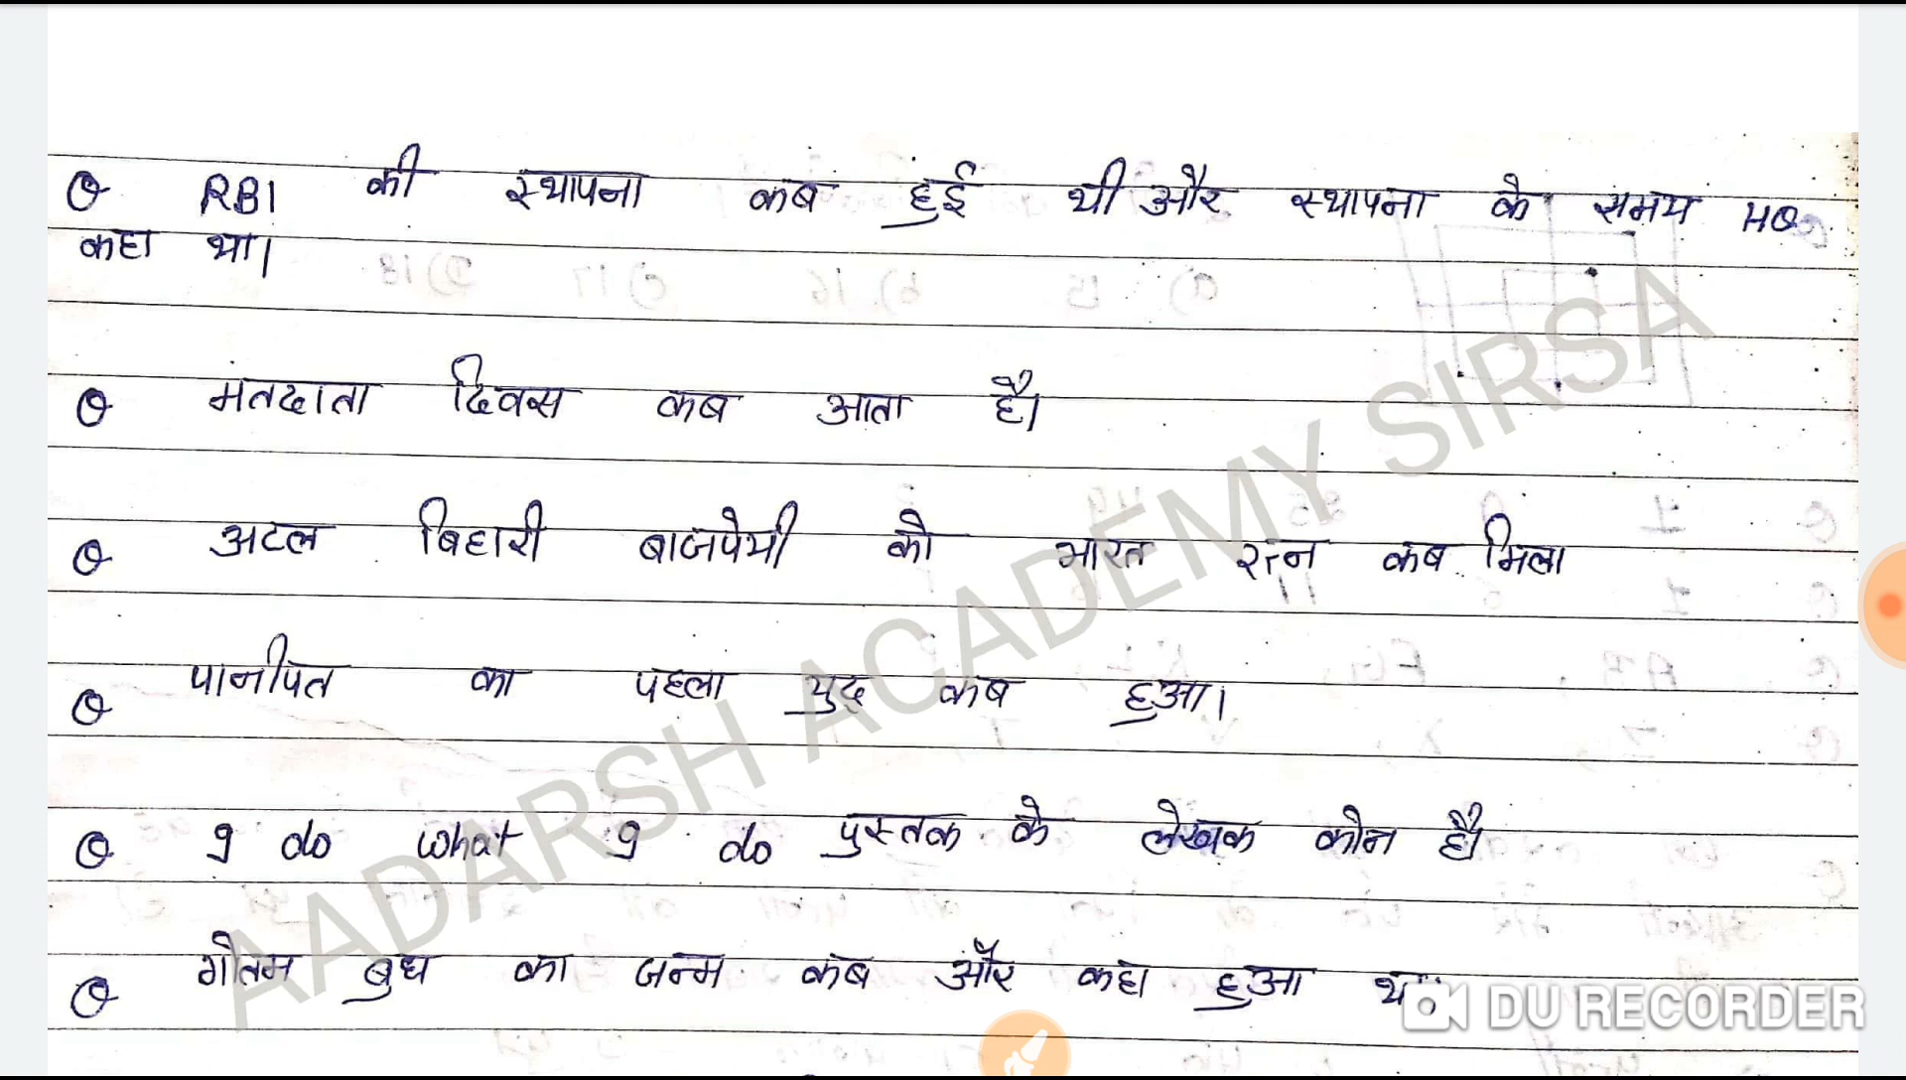 Q RBI की स्थापना कब हुई थी और स्थापना के समय HQ
कहा था।
Q मंतदाता दिवस कब आता है।
Q अटल बिहारी बाजपेयी को भारत रत्न कब मिला
Q पानीपत का पहला युद्द कब हुआ।
Q I do what I do पुस्तक के लेखक कोन है।
Q गोतम बुध का जन्म कब और कहा हुआ था
AADARSH ACADEMY SIRSA
DU RECORDER